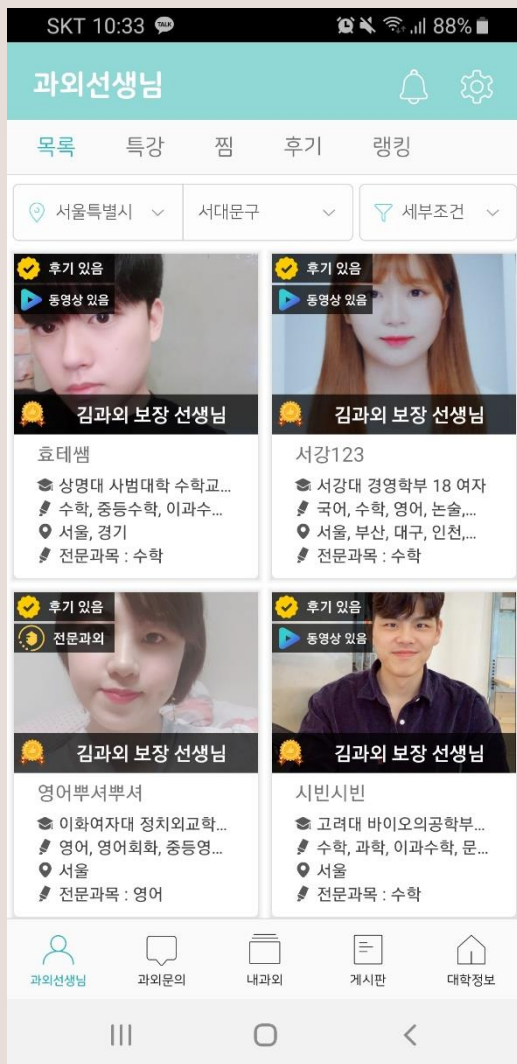 SKT 10:33 TALK 88%
과외선생님
목록 특강 찜 후기 랭킹
서울특별시 서대문구 세부조건
후기 있음
동영상 있음
김과외 보장 선생님
효테쌤
상명대 사범대학 수학교...
수학, 중등수학, 이과수...
서울, 경기
전문과목 : 수학
후기 있음
동영상 있음
김과외 보장 선생님
서강123
서강대 경영학부 18 여자
국어, 수학, 영어, 논술,...
서울, 부산, 대구, 인천,...
전문과목 : 수학
후기 있음
전문과외
김과외 보장 선생님
영어뿌셔뿌셔
이화여자대 정치외교학...
영어, 영어회화, 중등영...
서울
전문과목 : 영어
후기 있음
동영상 있음
김과외 보장 선생님
시빈시빈
고려대 바이오의공학부...
수학, 과학, 이과수학, 문...
서울
전문과목 : 수학
과외선생님 과외문의 내과외 게시판 대학정보